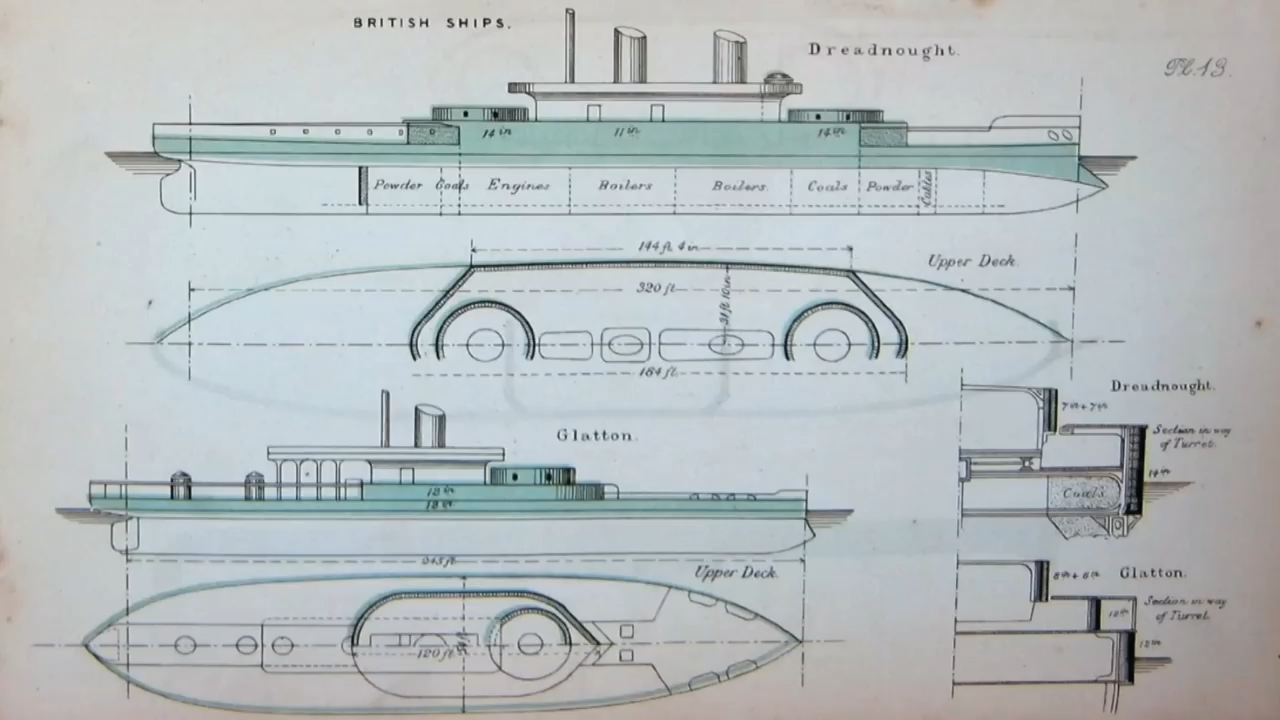 BRITISH SHIPS.
Dreadnought.
Pl. 13.
14 in
11 in
14 in
Powder
Coals
Engines
Boilers
Boilers.
Coals
Powder
Cables
144 ft 4 in
Upper Deck.
320 ft
31 ft 10 in
184 ft
Dreadnought.
7 in + 7 in
Section in way
of Turret.
14 in
Coals
Glatton.
12 in
12 in
245 ft
Upper Deck.
120 ft
54 ft
Glatton.
8 in + 6 in
Section in way
of Turret.
12 in
12 in